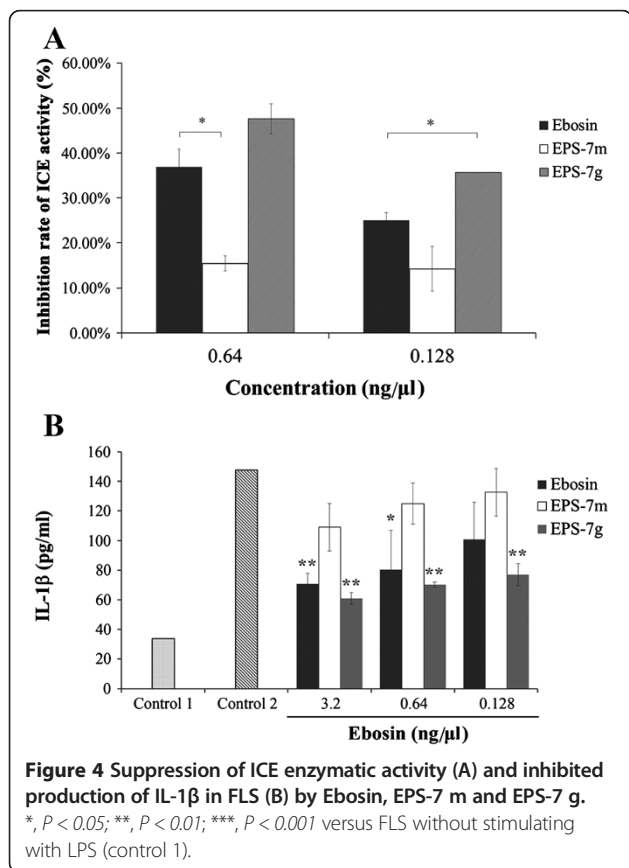 A
60.00%
50.00%
40.00%
30.00%
20.00%
10.00%
0.00%
Inhibition rate of ICE activity (%)
*
*
Ebosin
EPS-7m
EPS-7g
0.64
0.128
Concentration (ng/μl)
B
160
140
120
100
80
60
40
20
0
IL-1β (pg/ml)
**
**
*
**
**
Ebosin
EPS-7m
EPS-7g
Control 1
Control 2
3.2
0.64
0.128
Ebosin (ng/μl)
Figure 4 Suppression of ICE enzymatic activity (A) and inhibited
production of IL-1β in FLS (B) by Ebosin, EPS-7 m and EPS-7 g.
*, P < 0.05; **, P < 0.01; ***, P < 0.001 versus FLS without stimulating
with LPS (control 1).